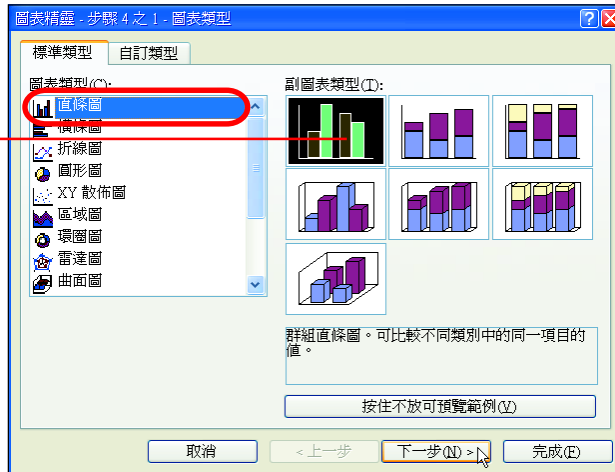 圖表精靈 - 步驟 4 之 1 - 圖表類型
標準類型
自訂類型
圖表類型(C):
直條圖
橫條圖
折線圖
圓形圖
XY 散佈圖
區域圖
環圈圖
雷達圖
曲面圖
副圖表類型(T):
群組直條圖。可比較不同類別中的同一項目的
值。
按住不放可預覽範例(V)
取消
<上一步
下一步(N) >
完成(F)